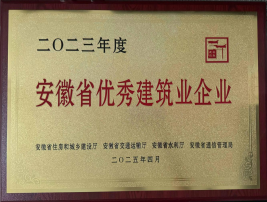 二〇二三年度
安徽省优秀建筑业企业
安徽省住房和城乡建设厅 安徽省交通运输厅 安徽省水利厅 安徽省通信管理局
二〇二五年四月